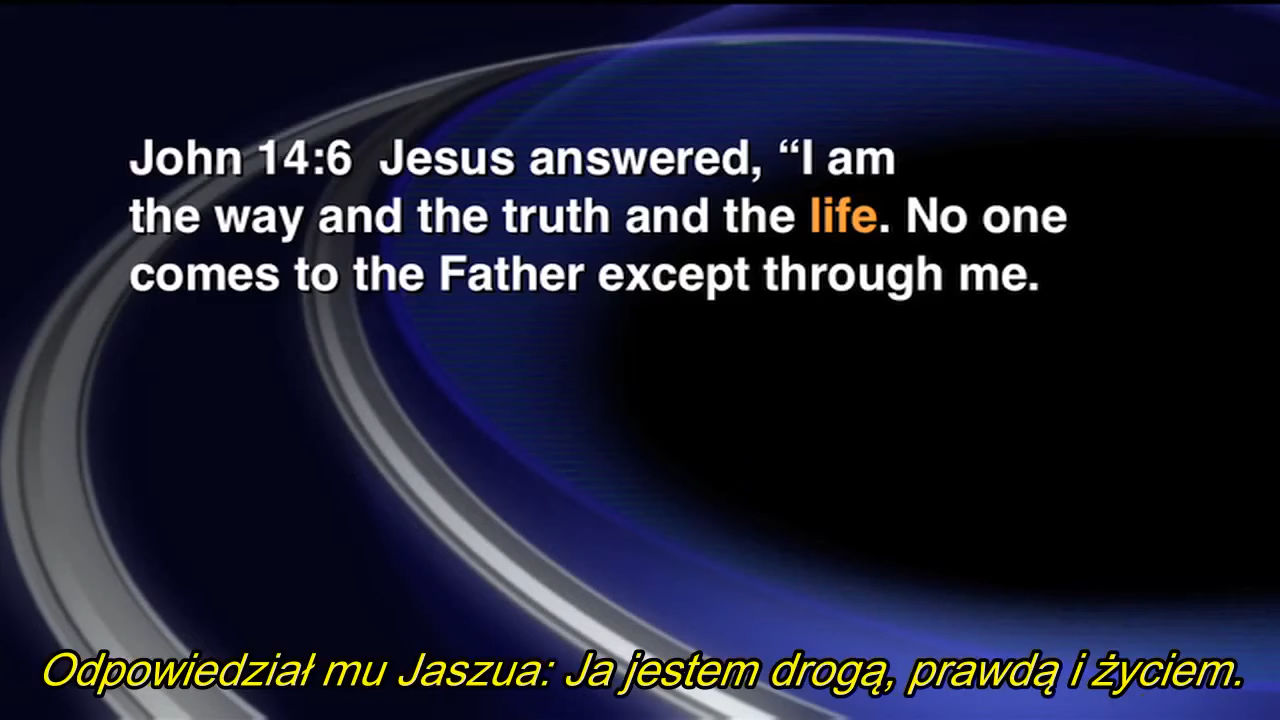 John 14:6  Jesus answered, “I am
the way and the truth and the life. No one
comes to the Father except through me.
Odpowiedział mu Jaszua: Ja jestem drogą, prawdą i życiem.